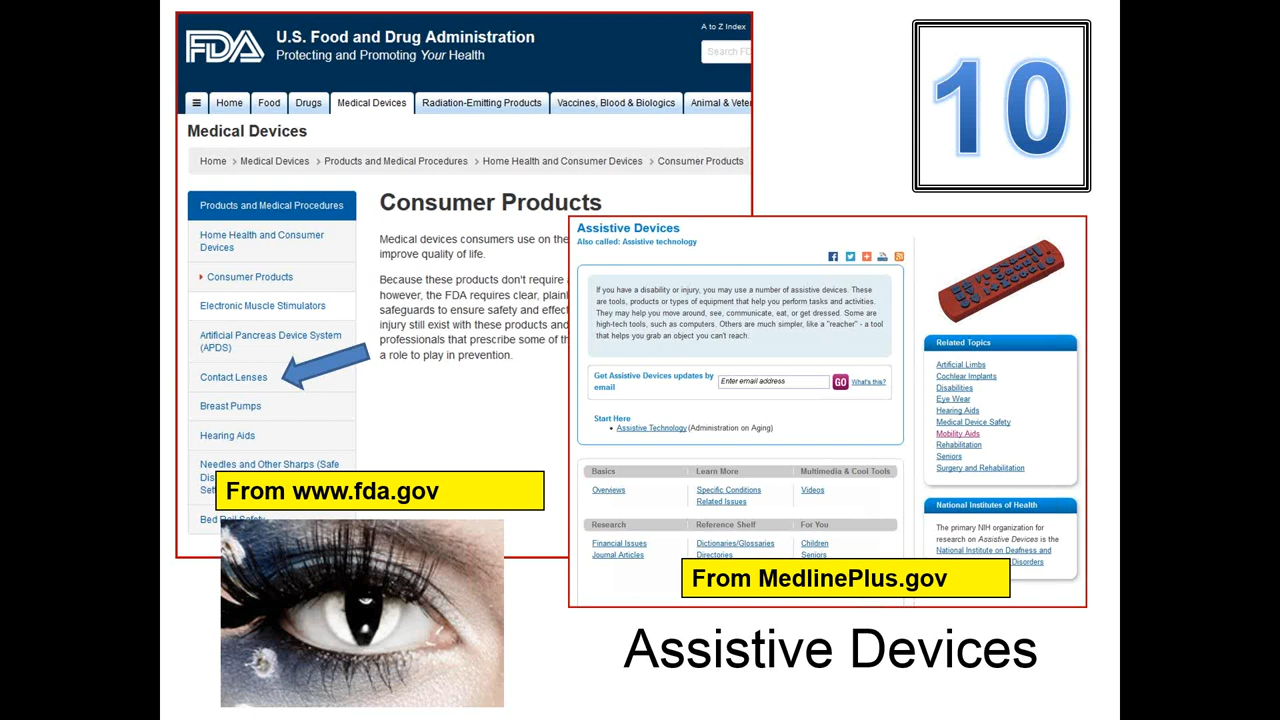 FDA
U.S. Food and Drug Administration
Protecting and Promoting Your Health
A to Z Index
Search FD
Home
Food
Drugs
Medical Devices
Radiation-Emitting Products
Vaccines, Blood & Biologics
Animal & Vete
Medical Devices
Home > Medical Devices > Products and Medical Procedures > Home Health and Consumer Devices > Consumer Products
Products and Medical Procedures
Home Health and Consumer
Devices
Consumer Products
Electronic Muscle Stimulators
Artificial Pancreas Device System
(APDS)
Contact Lenses
Breast Pumps
Hearing Aids
Needles and Other Sharps (Safe
Bed Rail Safety
Consumer Products
Medical devices consumers use on the
improve quality of life.
Because these products don't require
however, the FDA requires clear, plain
safeguards to ensure safety and effect
injury still exist with these products and
professionals that prescribe some of th
a role to play in prevention.
From www.fda.gov
10
Assistive Devices
Also called: Assistive technology
If you have a disability or injury, you may use a number of assistive devices. These
are tools, products or types of equipment that help you perform tasks and activities.
They may help you move around, see, communicate, eat, or get dressed. Some are
high-tech tools, such as computers. Others are much simpler, like a "reacher" - a tool
that helps you grab an object you can't reach.
Get Assistive Devices updates by
email
Enter email address
GO
What's this?
Start Here
• Assistive Technology (Administration on Aging)
Basics
Learn More
Multimedia & Cool Tools
Overviews
Specific Conditions
Videos
Related Issues
Research
Reference Shelf
For You
Financial Issues
Dictionaries/Glossaries
Children
Journal Articles
Directories
Seniors
Related Topics
Artificial Limbs
Cochlear Implants
Disabilities
Eye Wear
Hearing Aids
Medical Device Safety
Mobility Aids
Rehabilitation
Seniors
Surgery and Rehabilitation
National Institutes of Health
The primary NIH organization for
research on Assistive Devices is the
National Institute on Deafness and
Disorders
From MedlinePlus.gov
Assistive Devices